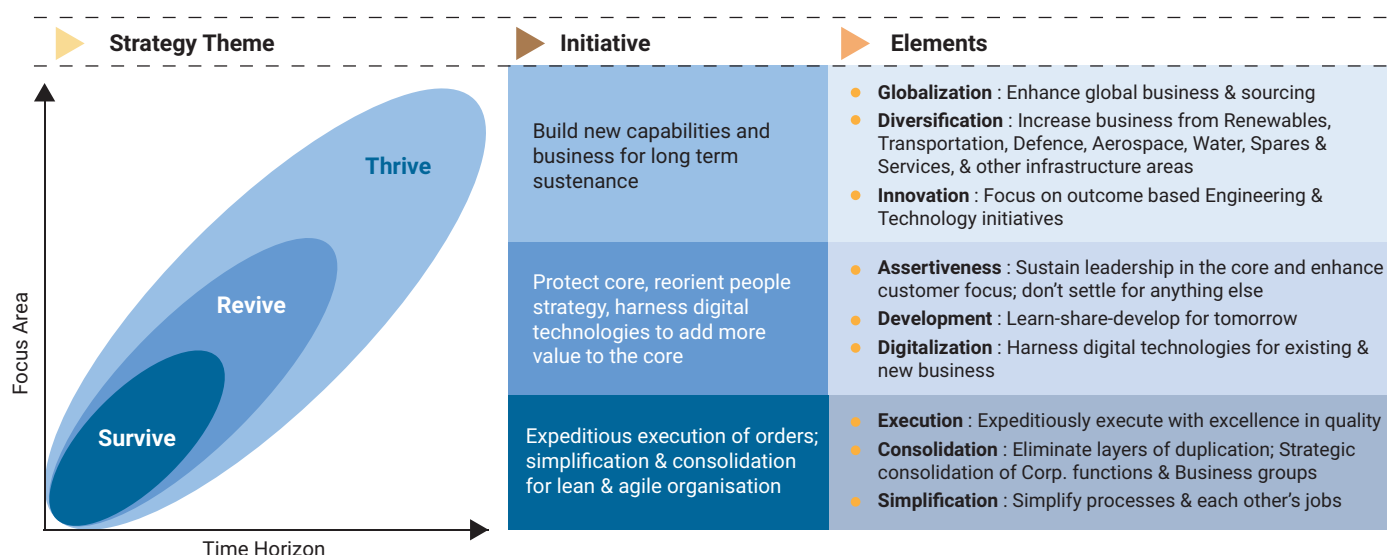 Strategy Theme
Initiative
Elements
Focus Area
Time Horizon
Thrive
Revive
Survive
Build new capabilities and
business for long term
sustenance
Globalization : Enhance global business & sourcing
Diversification : Increase business from Renewables,
Transportation, Defence, Aerospace, Water, Spares &
Services, & other infrastructure areas
Innovation : Focus on outcome based Engineering &
Technology initiatives
Protect core, reorient people
strategy, harness digital
technologies to add more
value to the core
Assertiveness : Sustain leadership in the core and enhance
customer focus; don’t settle for anything else
Development : Learn-share-develop for tomorrow
Digitalization : Harness digital technologies for existing &
new business
Expeditious execution of orders;
simplification & consolidation
for lean & agile organisation
Execution : Expeditiously execute with excellence in quality
Consolidation : Eliminate layers of duplication; Strategic
consolidation of Corp. functions & Business groups
Simplification : Simplify processes & each other’s jobs